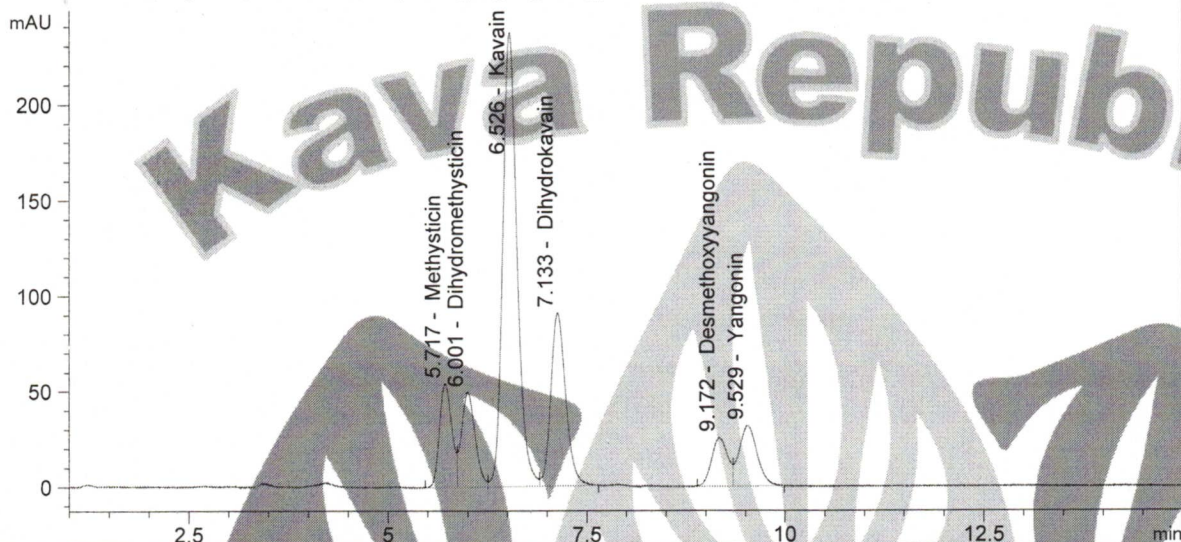 Kava Republ
mAU
200
150
100
50
0
5.717 - Methysticin
6.001 - Dihydromethysticin
6.526 - Kavain
7.133 - Dihydrokavain
9.172 - Desmethoxyyangonin
9.529 - Yangonin
2.5
5
7.5
10
12.5
min